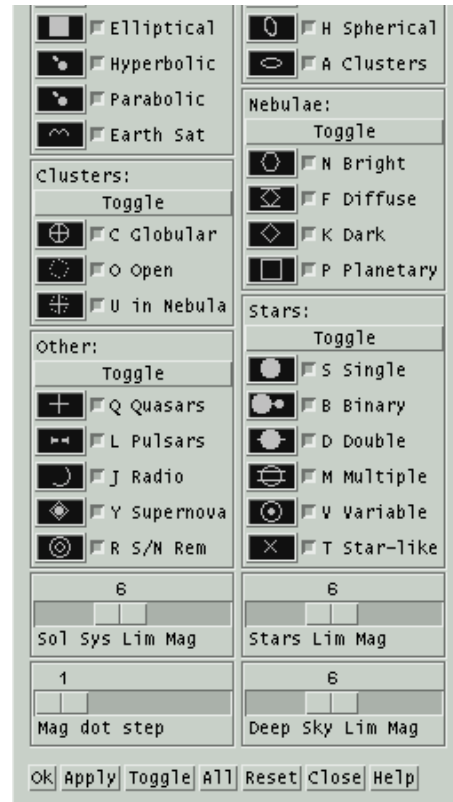 Elliptical
Hyperbolic
Parabolic
Earth Sat
Clusters:
Toggle
C Globular
O Open
U in Nebula
Other:
Toggle
Q Quasars
L Pulsars
J Radio
Y Supernova
R S/N Rem
6
Sol Sys Lim Mag
1
Mag dot step
H Spherical
A Clusters
Nebulae:
Toggle
N Bright
F Diffuse
K Dark
P Planetary
Stars:
Toggle
S Single
B Binary
D Double
M Multiple
V Variable
T Star-like
6
Stars Lim Mag
6
Deep Sky Lim Mag
Ok Apply Toggle All Reset Close Help